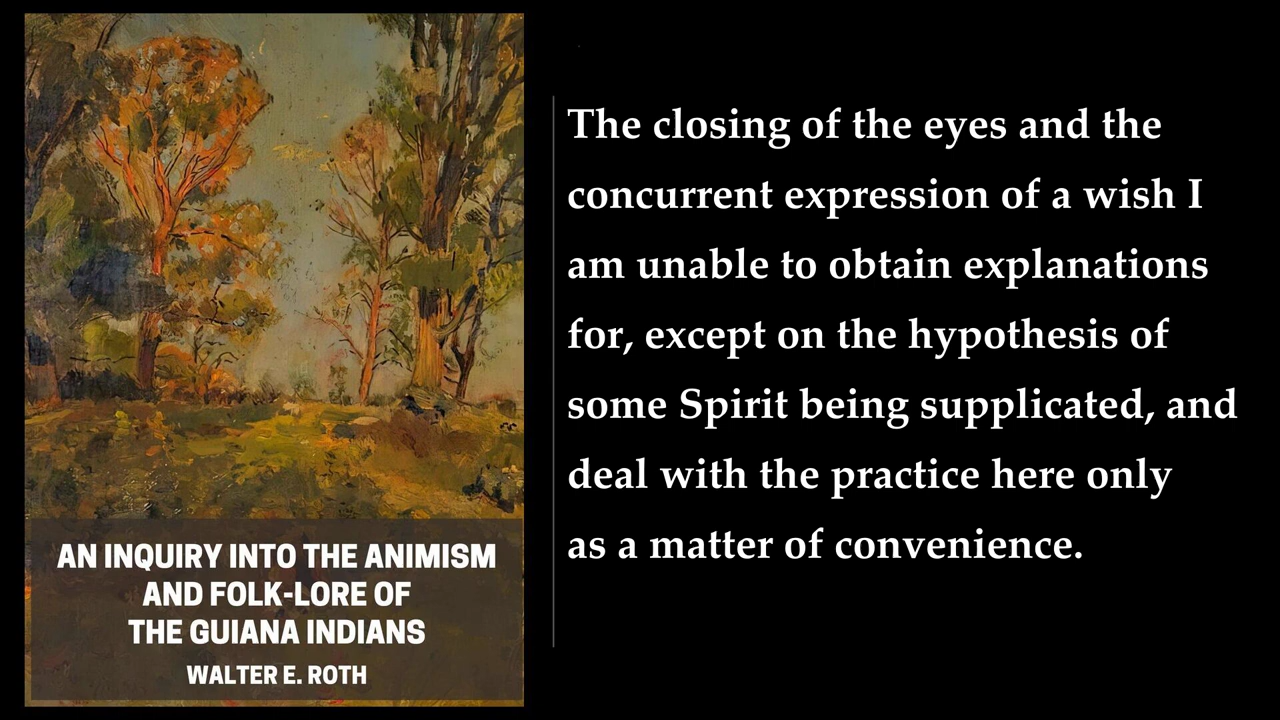 AN INQUIRY INTO THE ANIMISM
AND FOLK-LORE OF
THE GUIANA INDIANS
WALTER E. ROTH
The closing of the eyes and the
concurrent expression of a wish I
am unable to obtain explanations
for, except on the hypothesis of
some Spirit being supplicated, and
deal with the practice here only
as a matter of convenience.